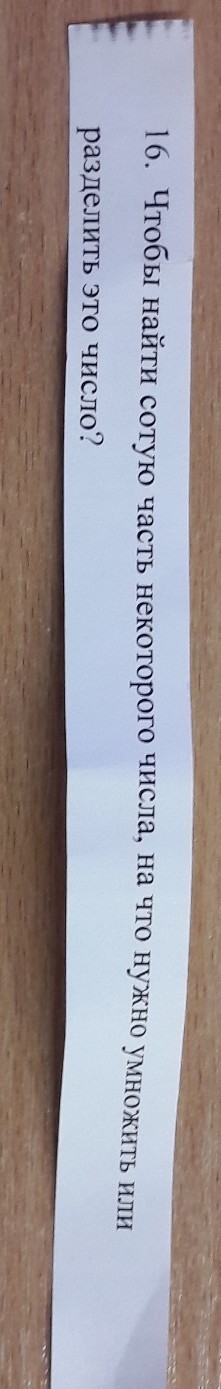 16. Чтобы найти сотую часть некоторого числа, на что нужно умножить или
разделить это число?